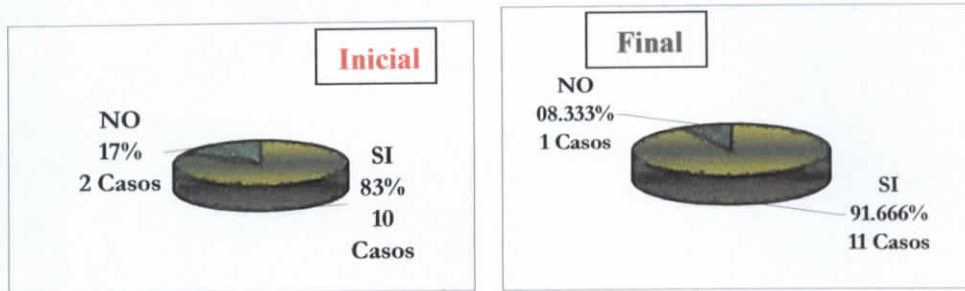 Inicial
NO
17%
2 Casos
SI
83%
10
Casos
Final
NO
08.333%
1 Casos
SI
91.666%
11 Casos